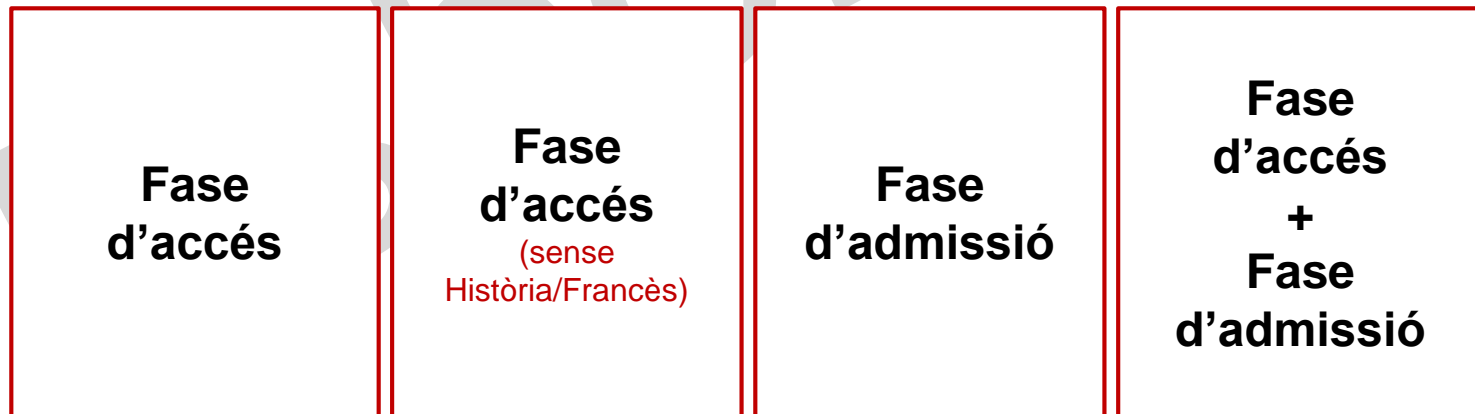 Fase
d’accés
Fase
d’accés
(sense
Història/Francès)
Fase
d’admissió
Fase
d’accés
+
Fase
d’admissió